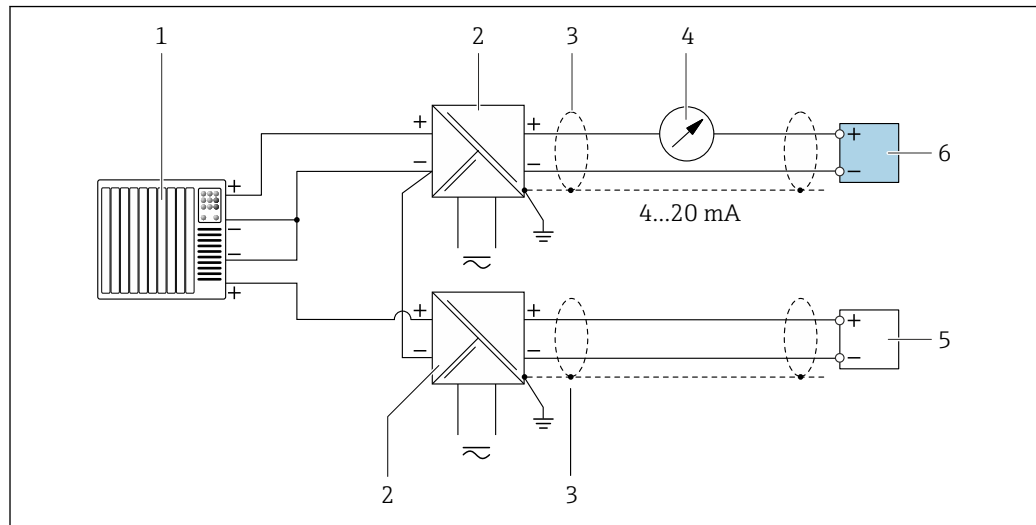 1 2 3 4
+ + +
− − − 6
+
4...20 mA
−
−
+
+ + + 5
− − −
2 3